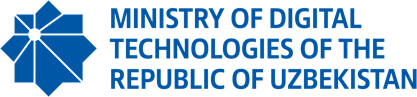 MINISTRY OF DIGITAL
TECHNOLOGIES OF THE
REPUBLIC OF UZBEKISTAN